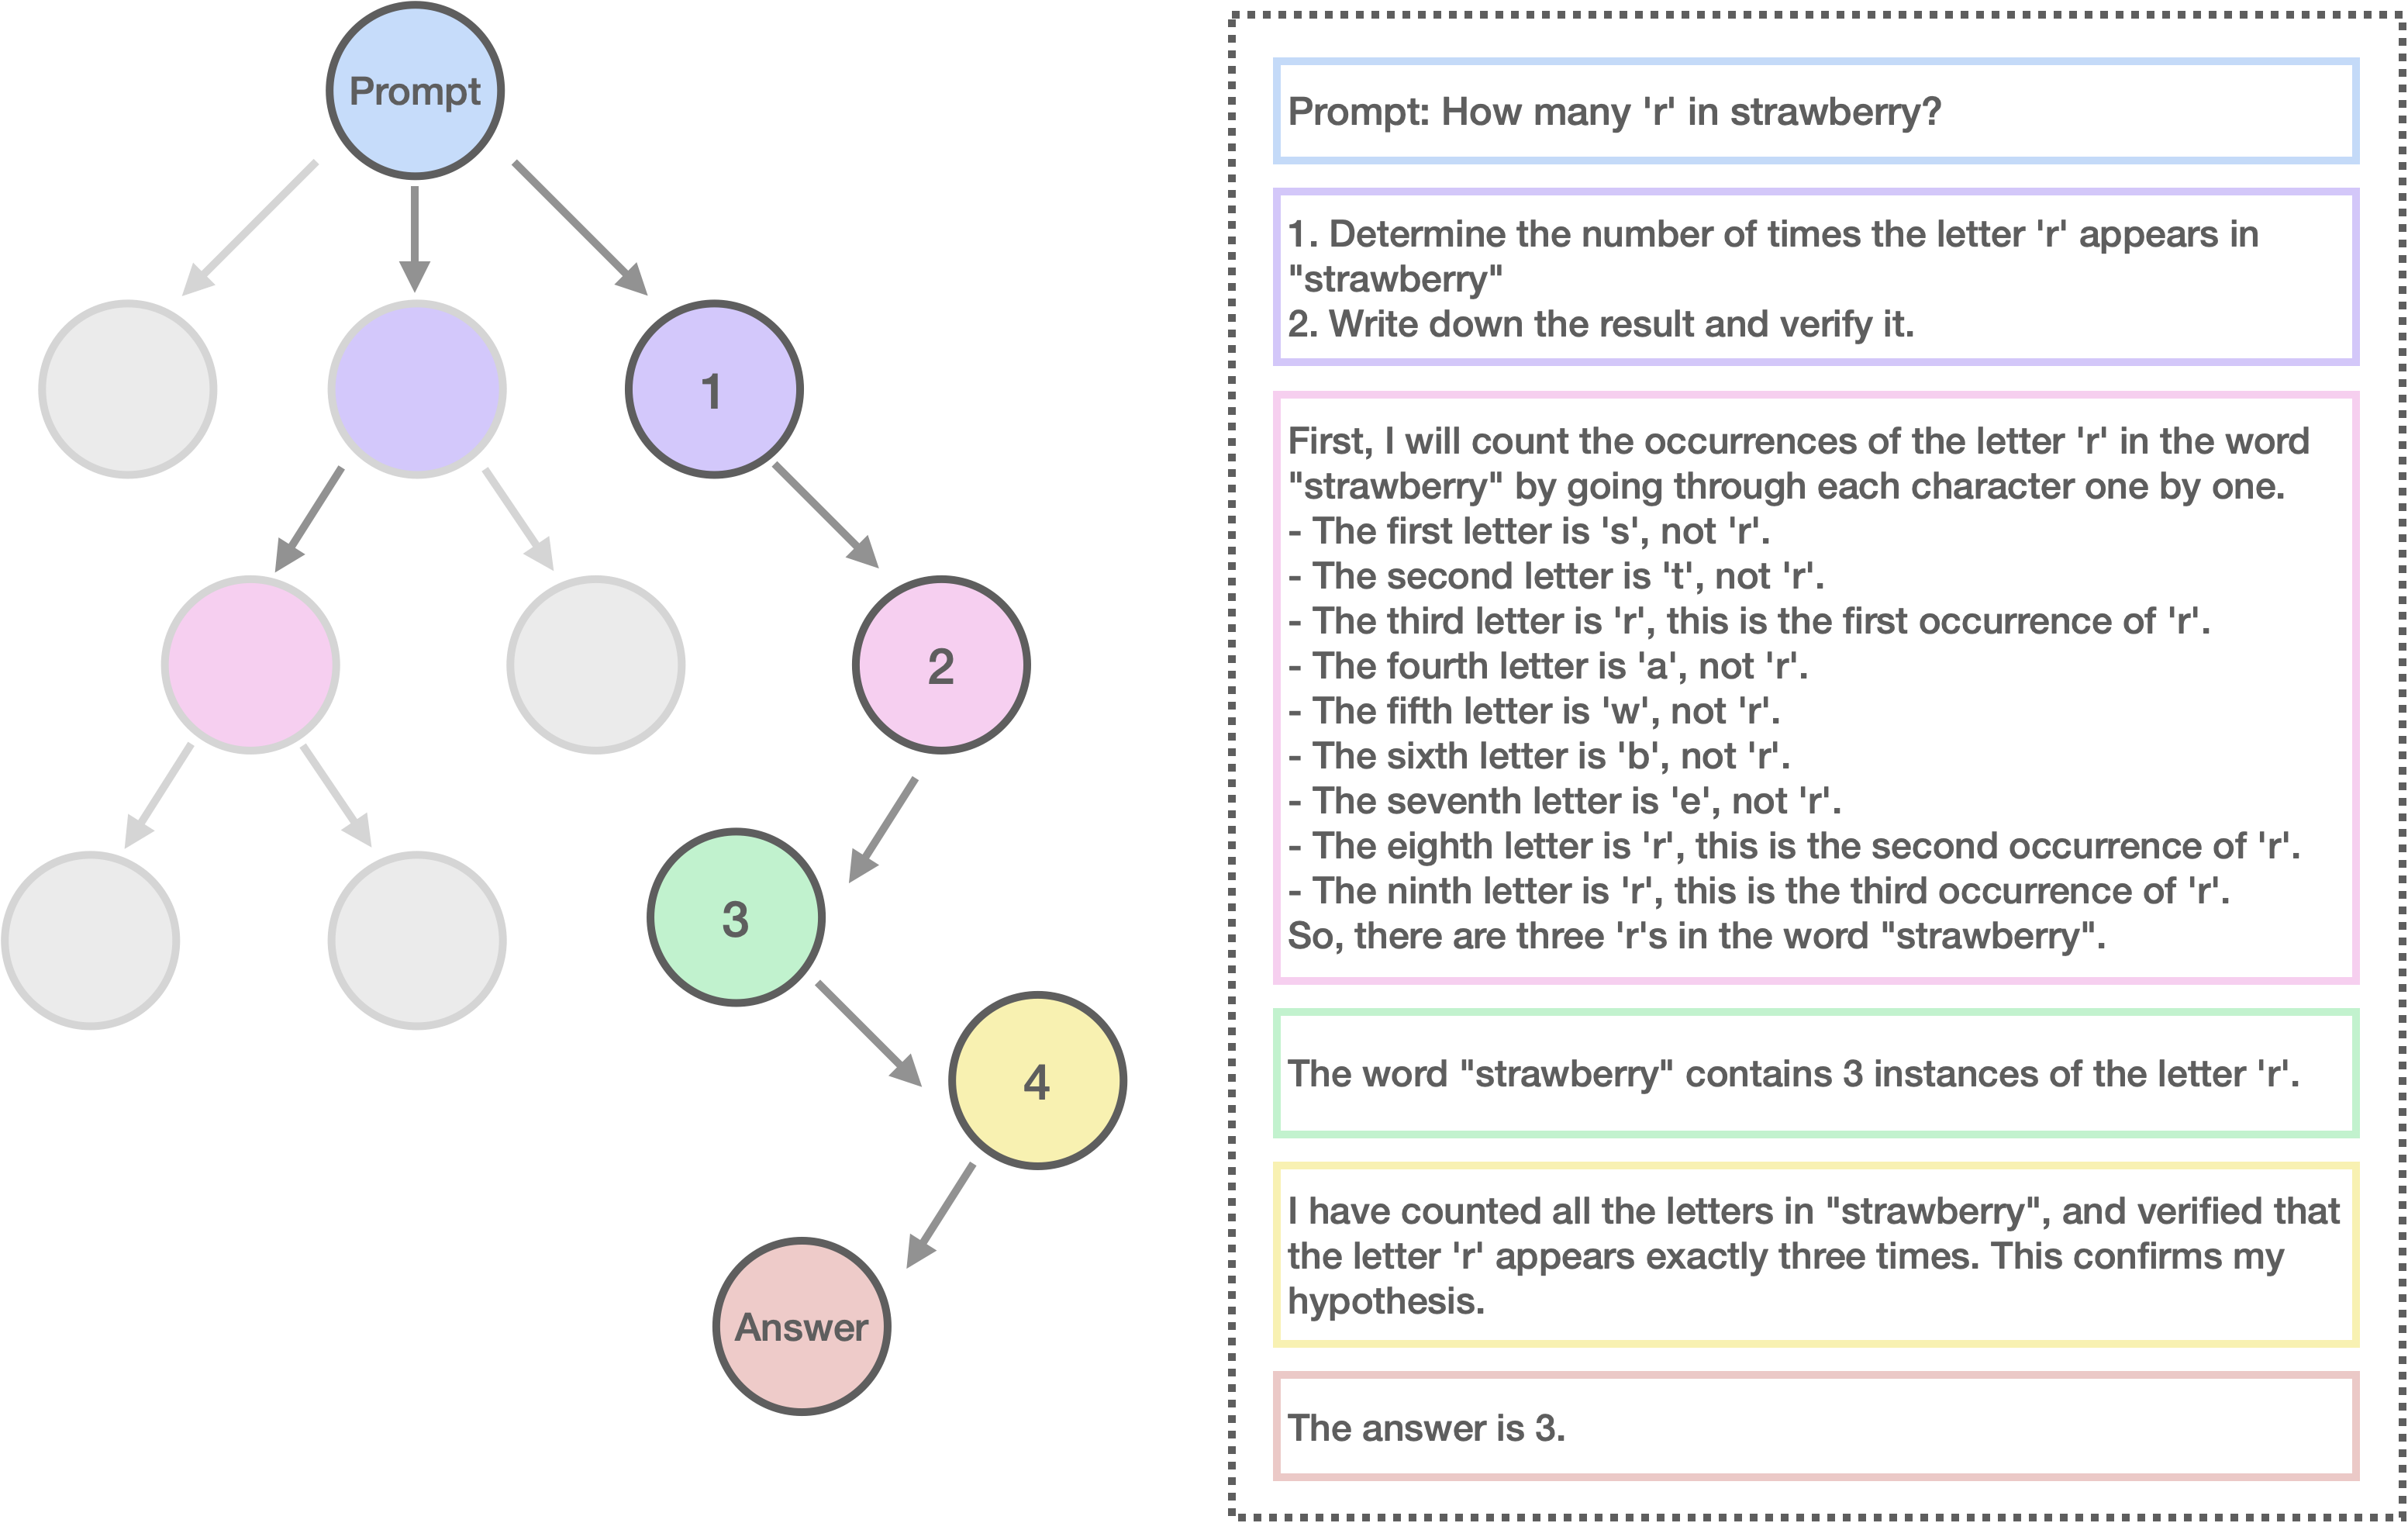 Prompt
1
2
3
4
Answer
Prompt: How many 'r' in strawberry?
1. Determine the number of times the letter 'r' appears in
"strawberry"
2. Write down the result and verify it.
First, I will count the occurrences of the letter 'r' in the word
"strawberry" by going through each character one by one.
- The first letter is 's', not 'r'.
- The second letter is 't', not 'r'.
- The third letter is 'r', this is the first occurrence of 'r'.
- The fourth letter is 'a', not 'r'.
- The fifth letter is 'w', not 'r'.
- The sixth letter is 'b', not 'r'.
- The seventh letter is 'e', not 'r'.
- The eighth letter is 'r', this is the second occurrence of 'r'.
- The ninth letter is 'r', this is the third occurrence of 'r'.
So, there are three 'r's in the word "strawberry".
The word "strawberry" contains 3 instances of the letter 'r'.
I have counted all the letters in "strawberry", and verified that
the letter 'r' appears exactly three times. This confirms my
hypothesis.
The answer is 3.